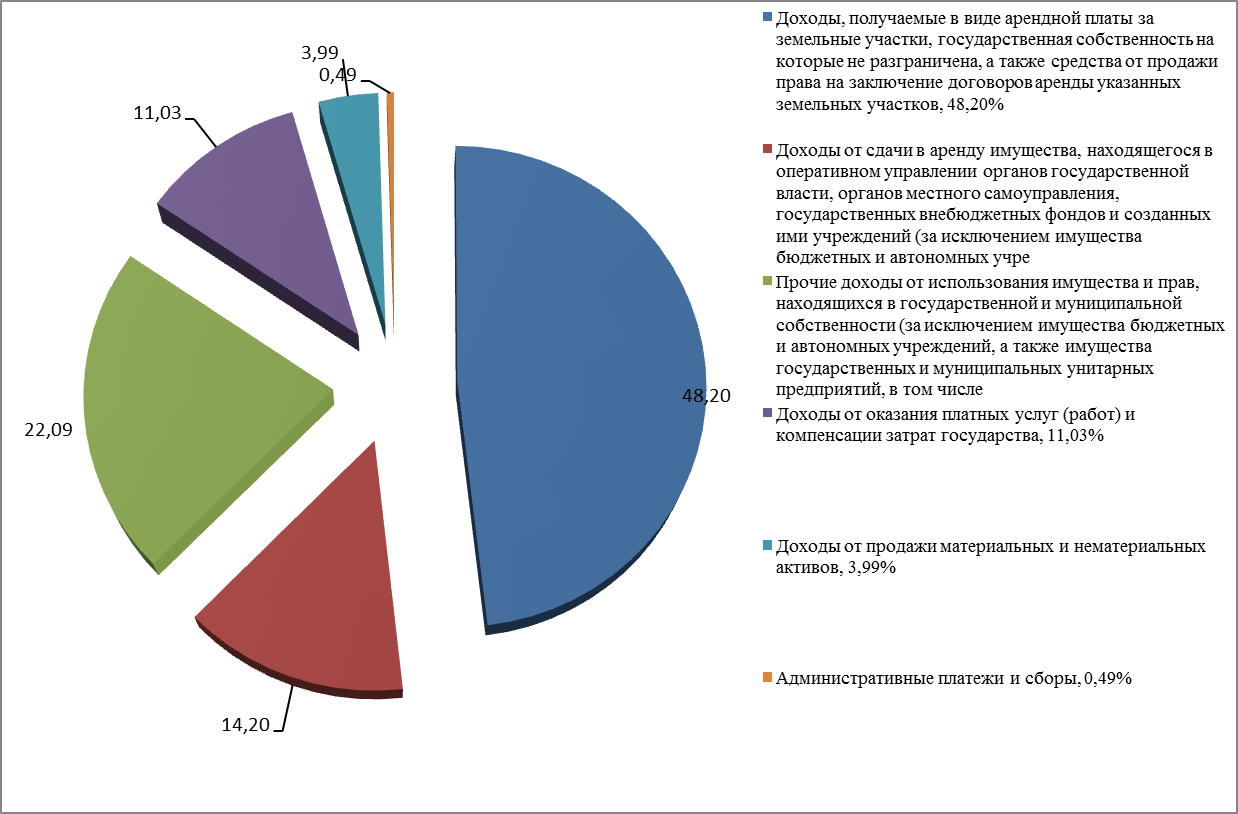 3,99
0,49
11,03
48,20
22,09
14,20
Доходы, получаемые в виде арендной платы за
земельные участки, государственная собственность на
которые не разграничена, а также средства от продажи
права на заключение договоров аренды указанных
земельных участков, 48,20%
Доходы от сдачи в аренду имущества, находящегося в
оперативном управлении органов государственной
власти, органов местного самоуправления,
государственных внебюджетных фондов и созданных
ими учреждений (за исключением имущества
бюджетных и автономных учре
Прочие доходы от использования имущества и прав,
находящихся в государственной и муниципальной
собственности (за исключением имущества бюджетных
и автономных учреждений, а также имущества
государственных и муниципальных унитарных
предприятий, в том числе
Доходы от оказания платных услуг (работ) и
компенсации затрат государства, 11,03%
Доходы от продажи материальных и нематериальных
активов, 3,99%
Административные платежи и сборы, 0,49%